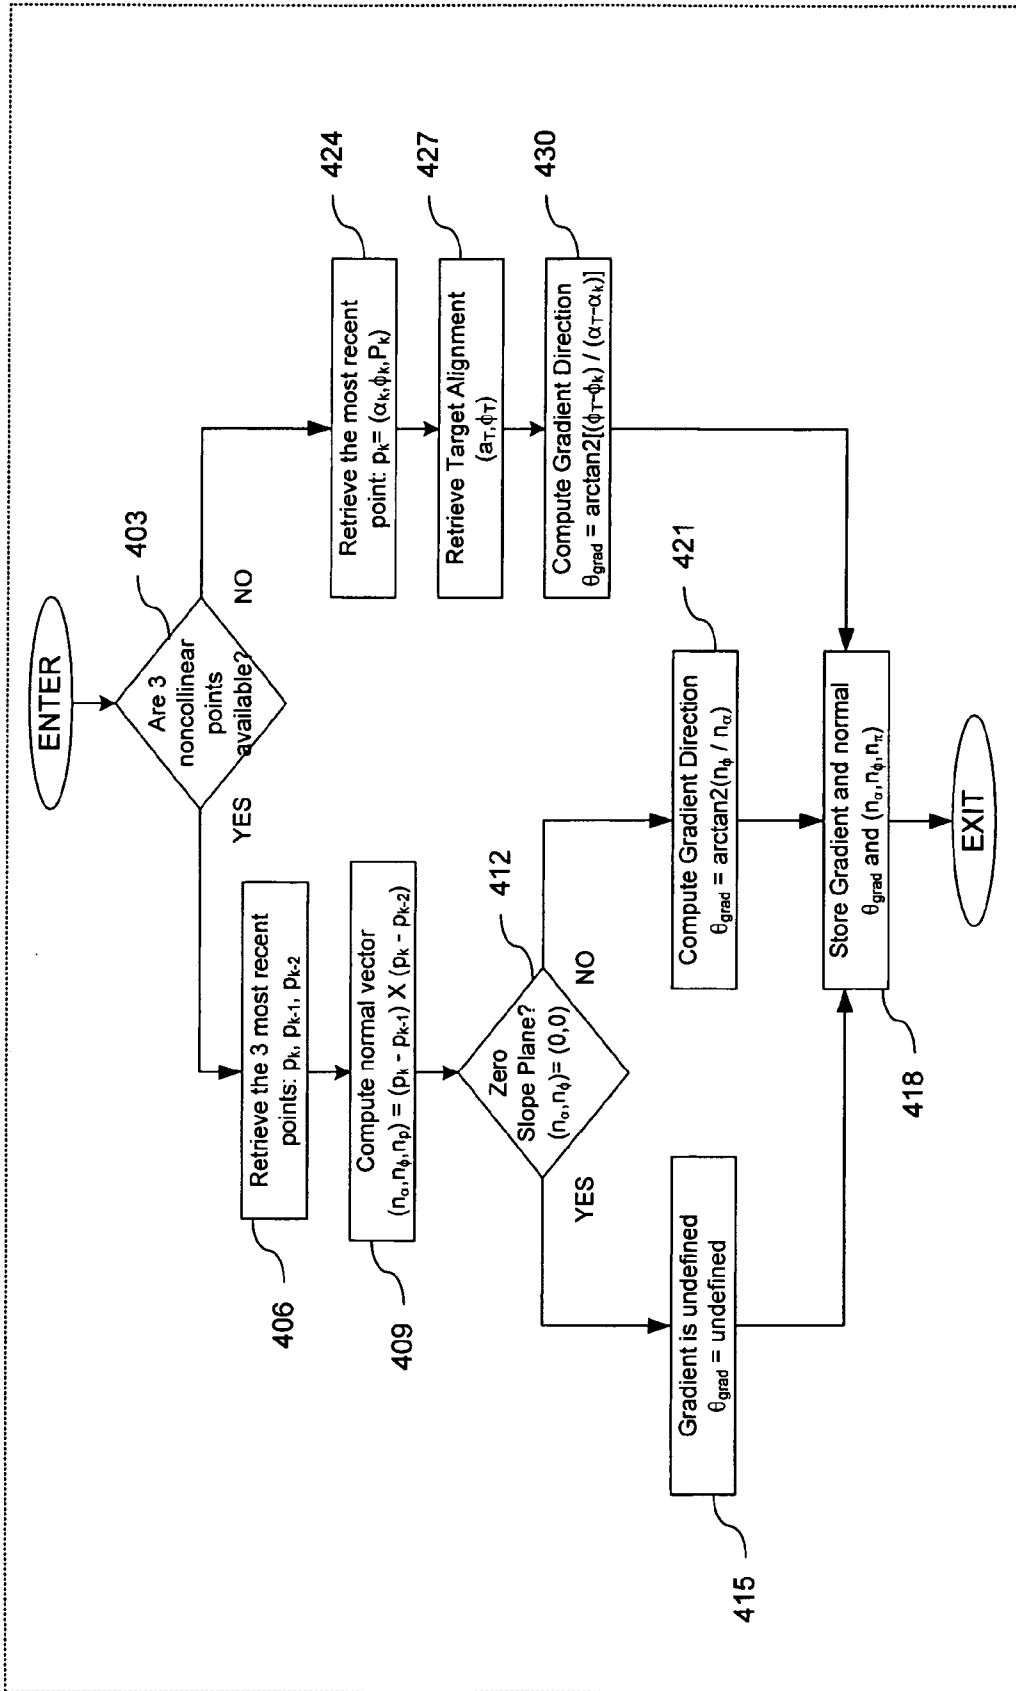 ENTER
403
Are 3
noncollinear
points
available?
YES
NO
Retrieve the 3 most recent
points: pₖ, pₖ₋₁, pₖ₋₂
406
Compute normal vector
(nα,nϕ,nₚ) = (pₖ - pₖ₋₁) X (pₖ - pₖ₋₂)
409
Zero
Slope Plane?
(nα,nϕ)= (0,0)
412
YES
NO
Gradient is undefined
θgrad = undefined
415
Compute Gradient Direction
θgrad = arctan2(nϕ / nα)
421
Retrieve the most recent
point: pₖ= (αₖ,ϕₖ,Pₖ)
424
Retrieve Target Alignment
(aT,ϕT)
427
Compute Gradient Direction
θgrad = arctan2[(ϕT-ϕₖ) / (αT-αₖ)]
430
Store Gradient and normal
θgrad and (nα,nϕ,nπ)
418
EXIT